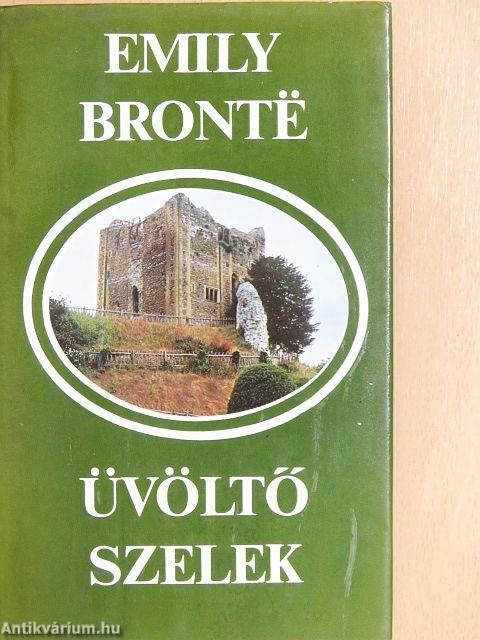 EMILY
BRONTË
ÜVÖLTŐ
SZELEK
Antikvárium.hu